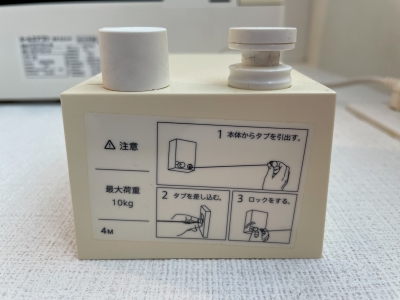 ⚠ 注意
最大荷重
10kg
4M
1 本体からタブを引出す。
2 タブを差し込む。
3 ロックをする。